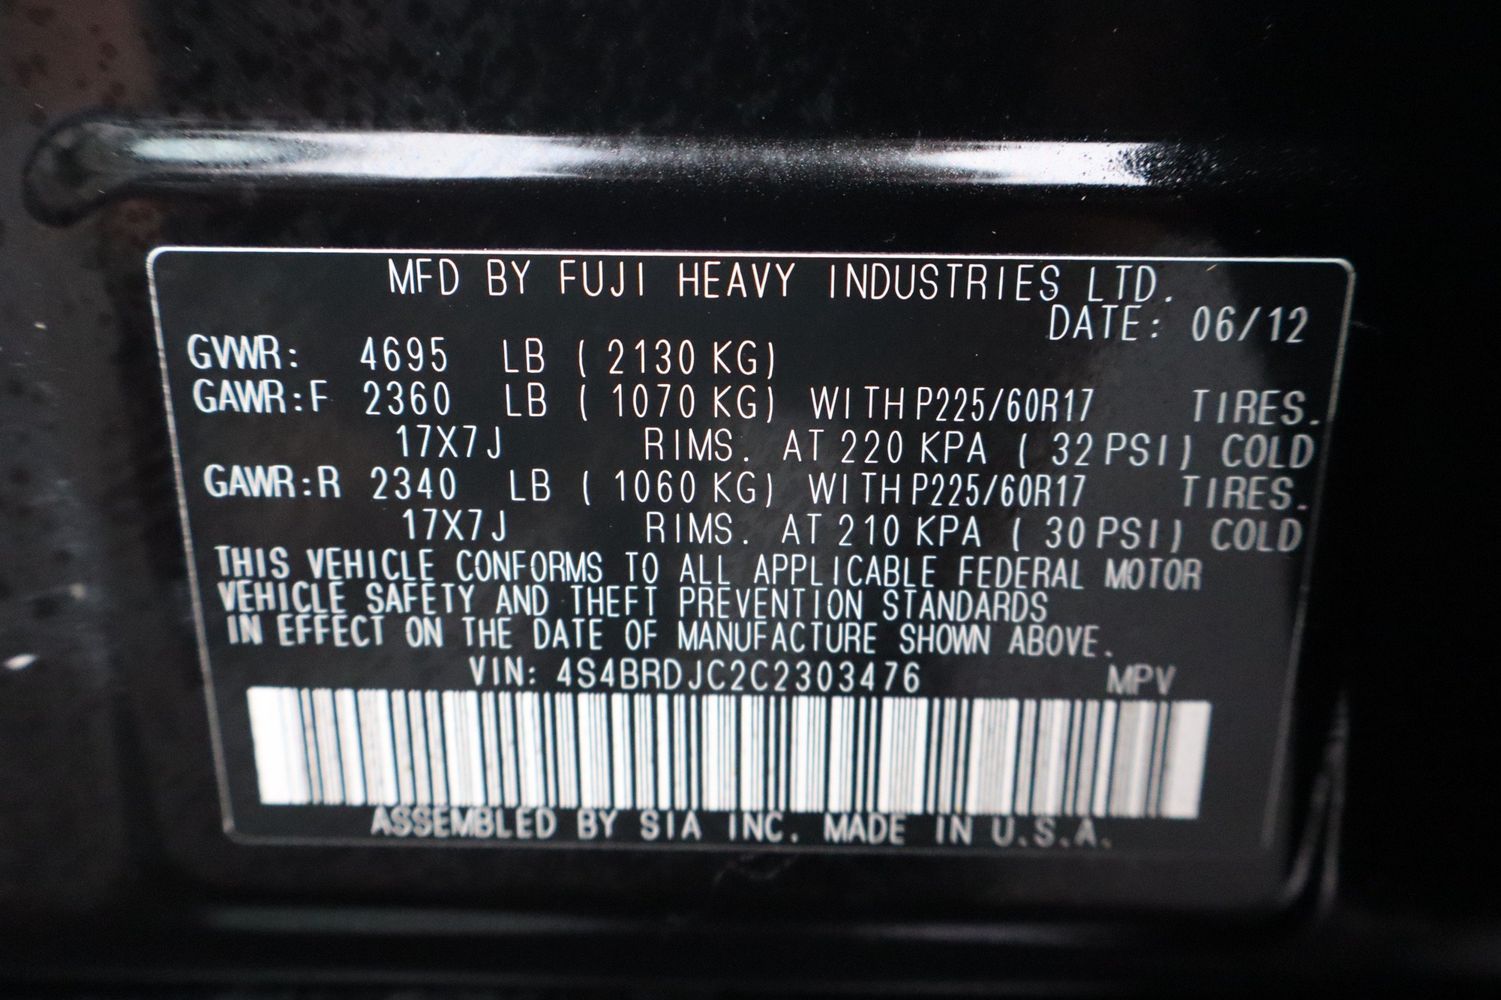 MFD BY FUJI HEAVY INDUSTRIES LTD.
DATE: 06/12
GVWR: 4695 LB ( 2130 KG)
GAWR:F 2360 LB ( 1070 KG) WITH P225/60R17 TIRES.
17X7J RIMS. AT 220 KPA ( 32 PSI) COLD
GAWR:R 2340 LB ( 1060 KG) WITH P225/60R17 TIRES.
17X7J RIMS. AT 210 KPA ( 30 PSI) COLD
THIS VEHICLE CONFORMS TO ALL APPLICABLE FEDERAL MOTOR
VEHICLE SAFETY AND THEFT PREVENTION STANDARDS
IN EFFECT ON THE DATE OF MANUFACTURE SHOWN ABOVE.
VIN: 4S4BRDJC2C2303476 MPV
ASSEMBLED BY SIA INC. MADE IN U.S.A.